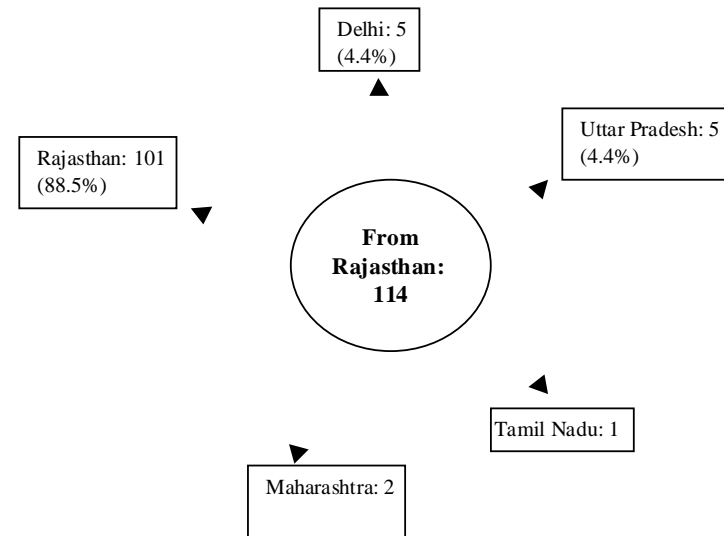 Delhi: 5
(4.4%)
Uttar Pradesh: 5
(4.4%)
Rajasthan: 101
(88.5%)
From
Rajasthan:
114
Tamil Nadu: 1
Maharashtra: 2